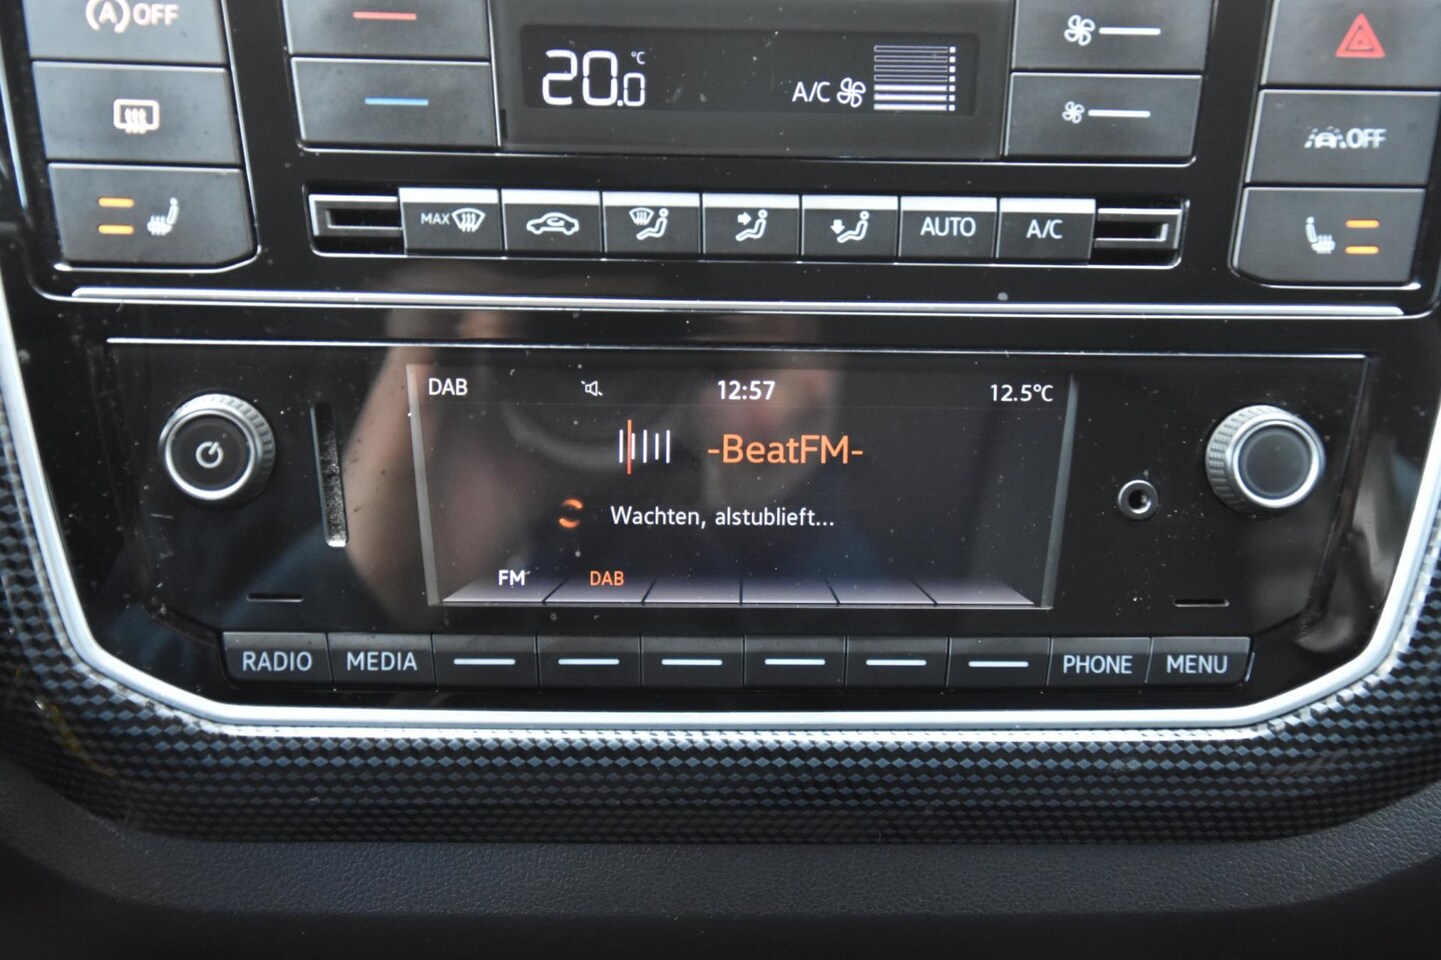 (A) OFF
20.0 °C
A/C
OFF
MAX
AUTO
A/C
DAB
12:57
12.5°C
-BeatFM-
Wachten, alstublieft...
FM
DAB
RADIO
MEDIA
PHONE
MENU